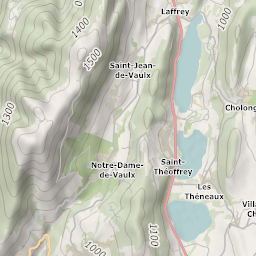 Laffrey
1400
1000
1500
Saint-Jean-
de-Vaulx
1300
Cholong
Notre-Dame-
de-Vaulx
Saint-
Théoffrey
Les
Théneaux
Villa
Ch
1100
1000